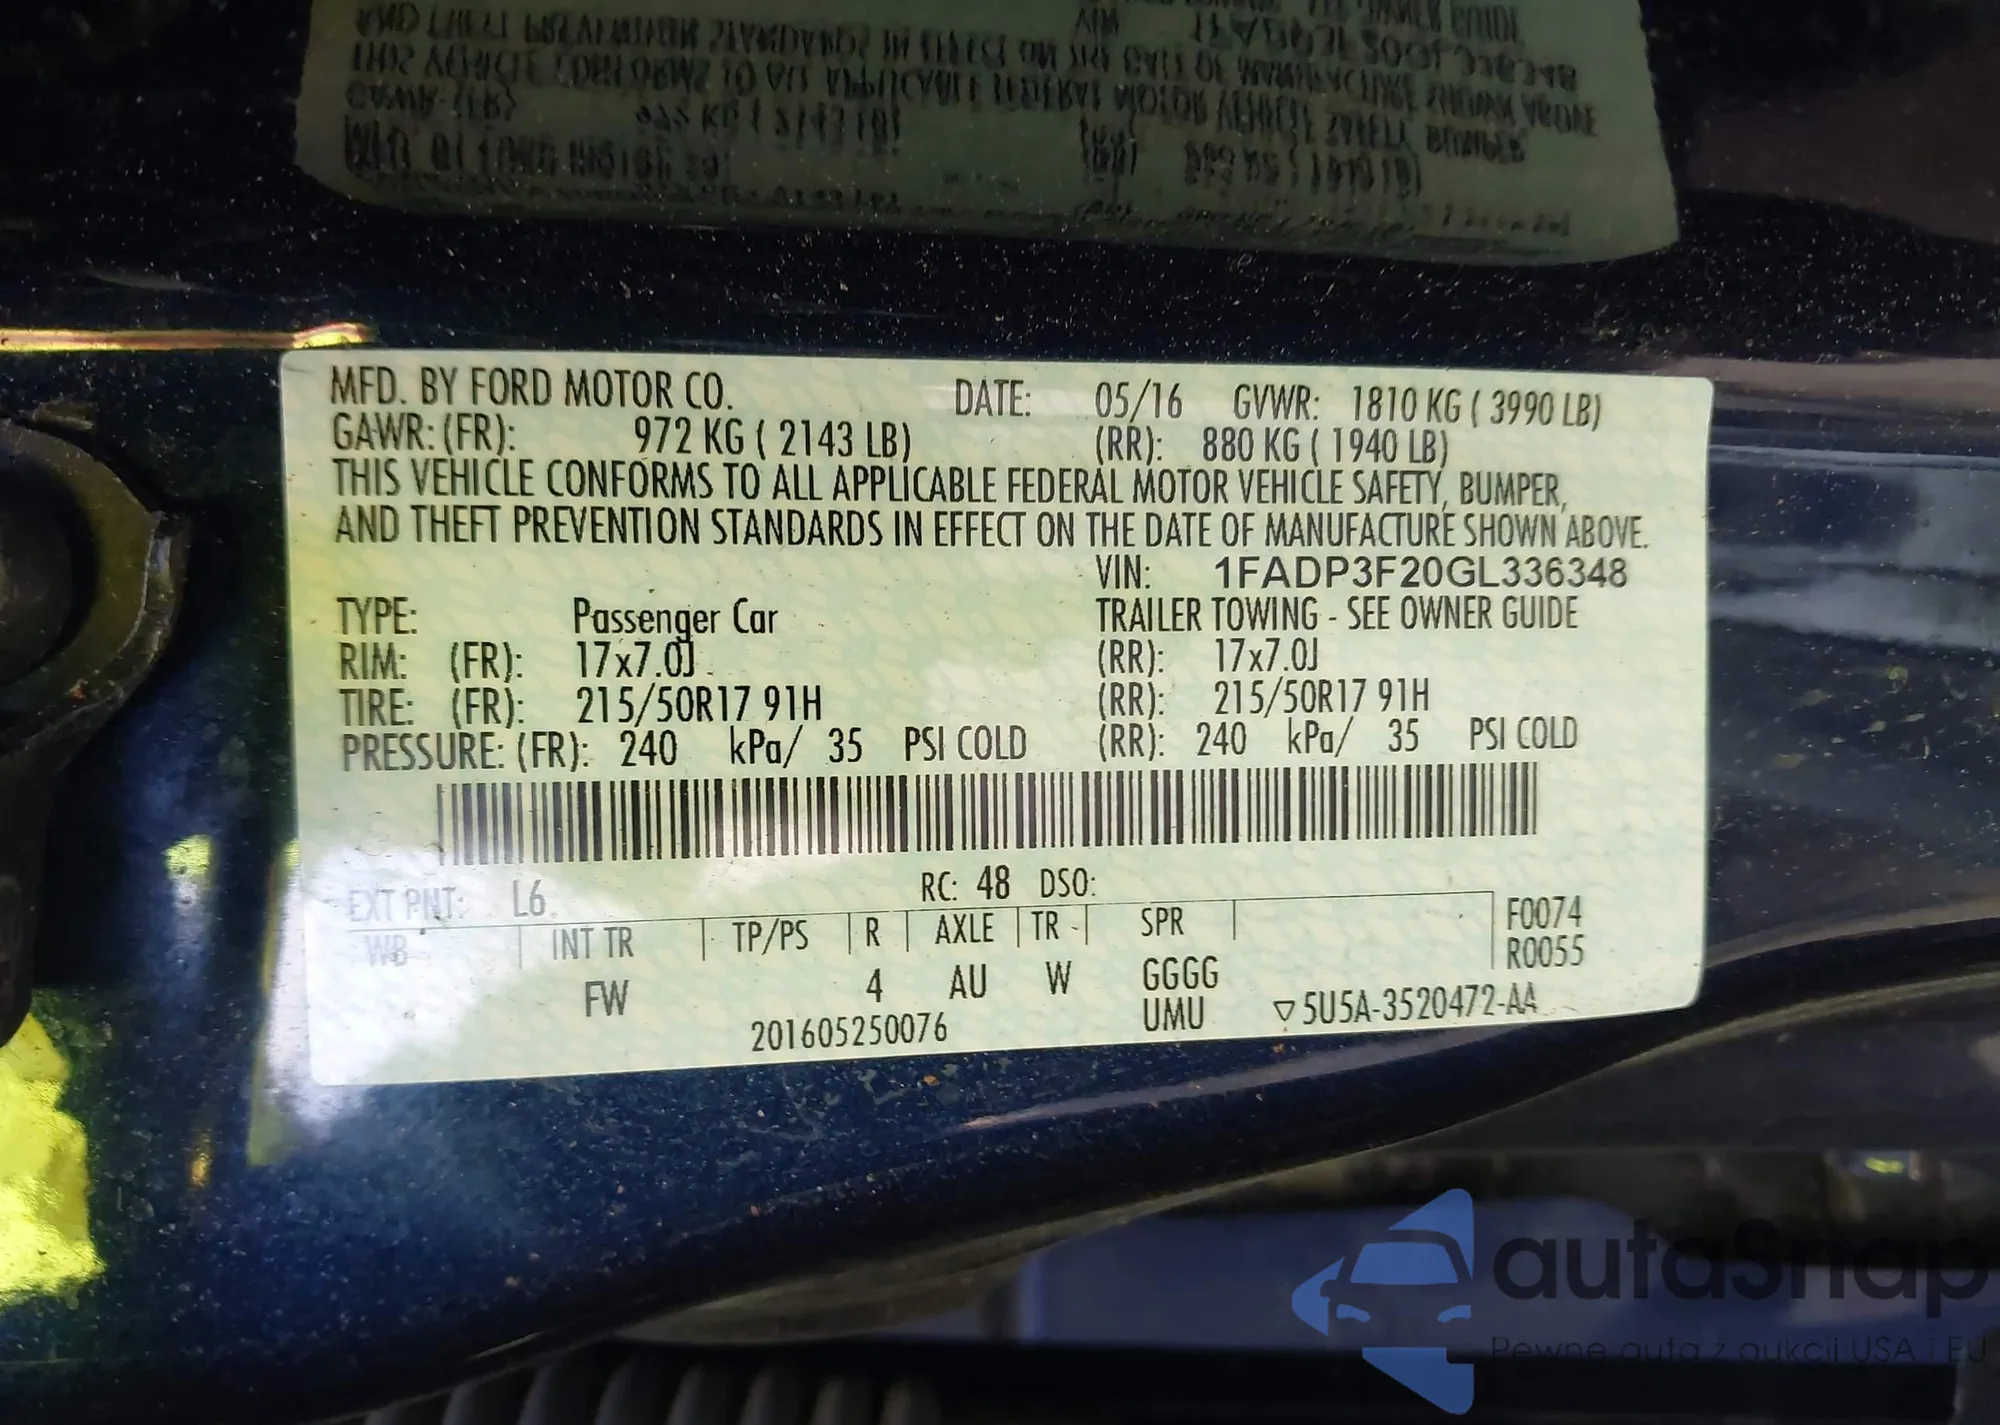 MFD. BY FORD MOTOR CO. DATE: 05/16 GVWR: 1810 KG ( 3990 LB)
GAWR: (FR): 972 KG ( 2143 LB) (RR): 880 KG ( 1940 LB)
THIS VEHICLE CONFORMS TO ALL APPLICABLE FEDERAL MOTOR VEHICLE SAFETY, BUMPER,
AND THEFT PREVENTION STANDARDS IN EFFECT ON THE DATE OF MANUFACTURE SHOWN ABOVE.
VIN: 1FADP3F20GL336348
TYPE: Passenger Car TRAILER TOWING - SEE OWNER GUIDE
RIM: (FR): 17x7.0J (RR): 17x7.0J
TIRE: (FR): 215/50R17 91H (RR): 215/50R17 91H
PRESSURE: (FR): 240 kPa/ 35 PSI COLD (RR): 240 kPa/ 35 PSI COLD
EXT PNT: L6 RC: 48 DSO:
WB INT TR TP/PS R AXLE TR SPR F0074
R0055
FW 4 AU W GGGG
201605250076 UMU ▽5U5A-3520472-AA
autaSnap
Pewne auta z aukcji USA i EU